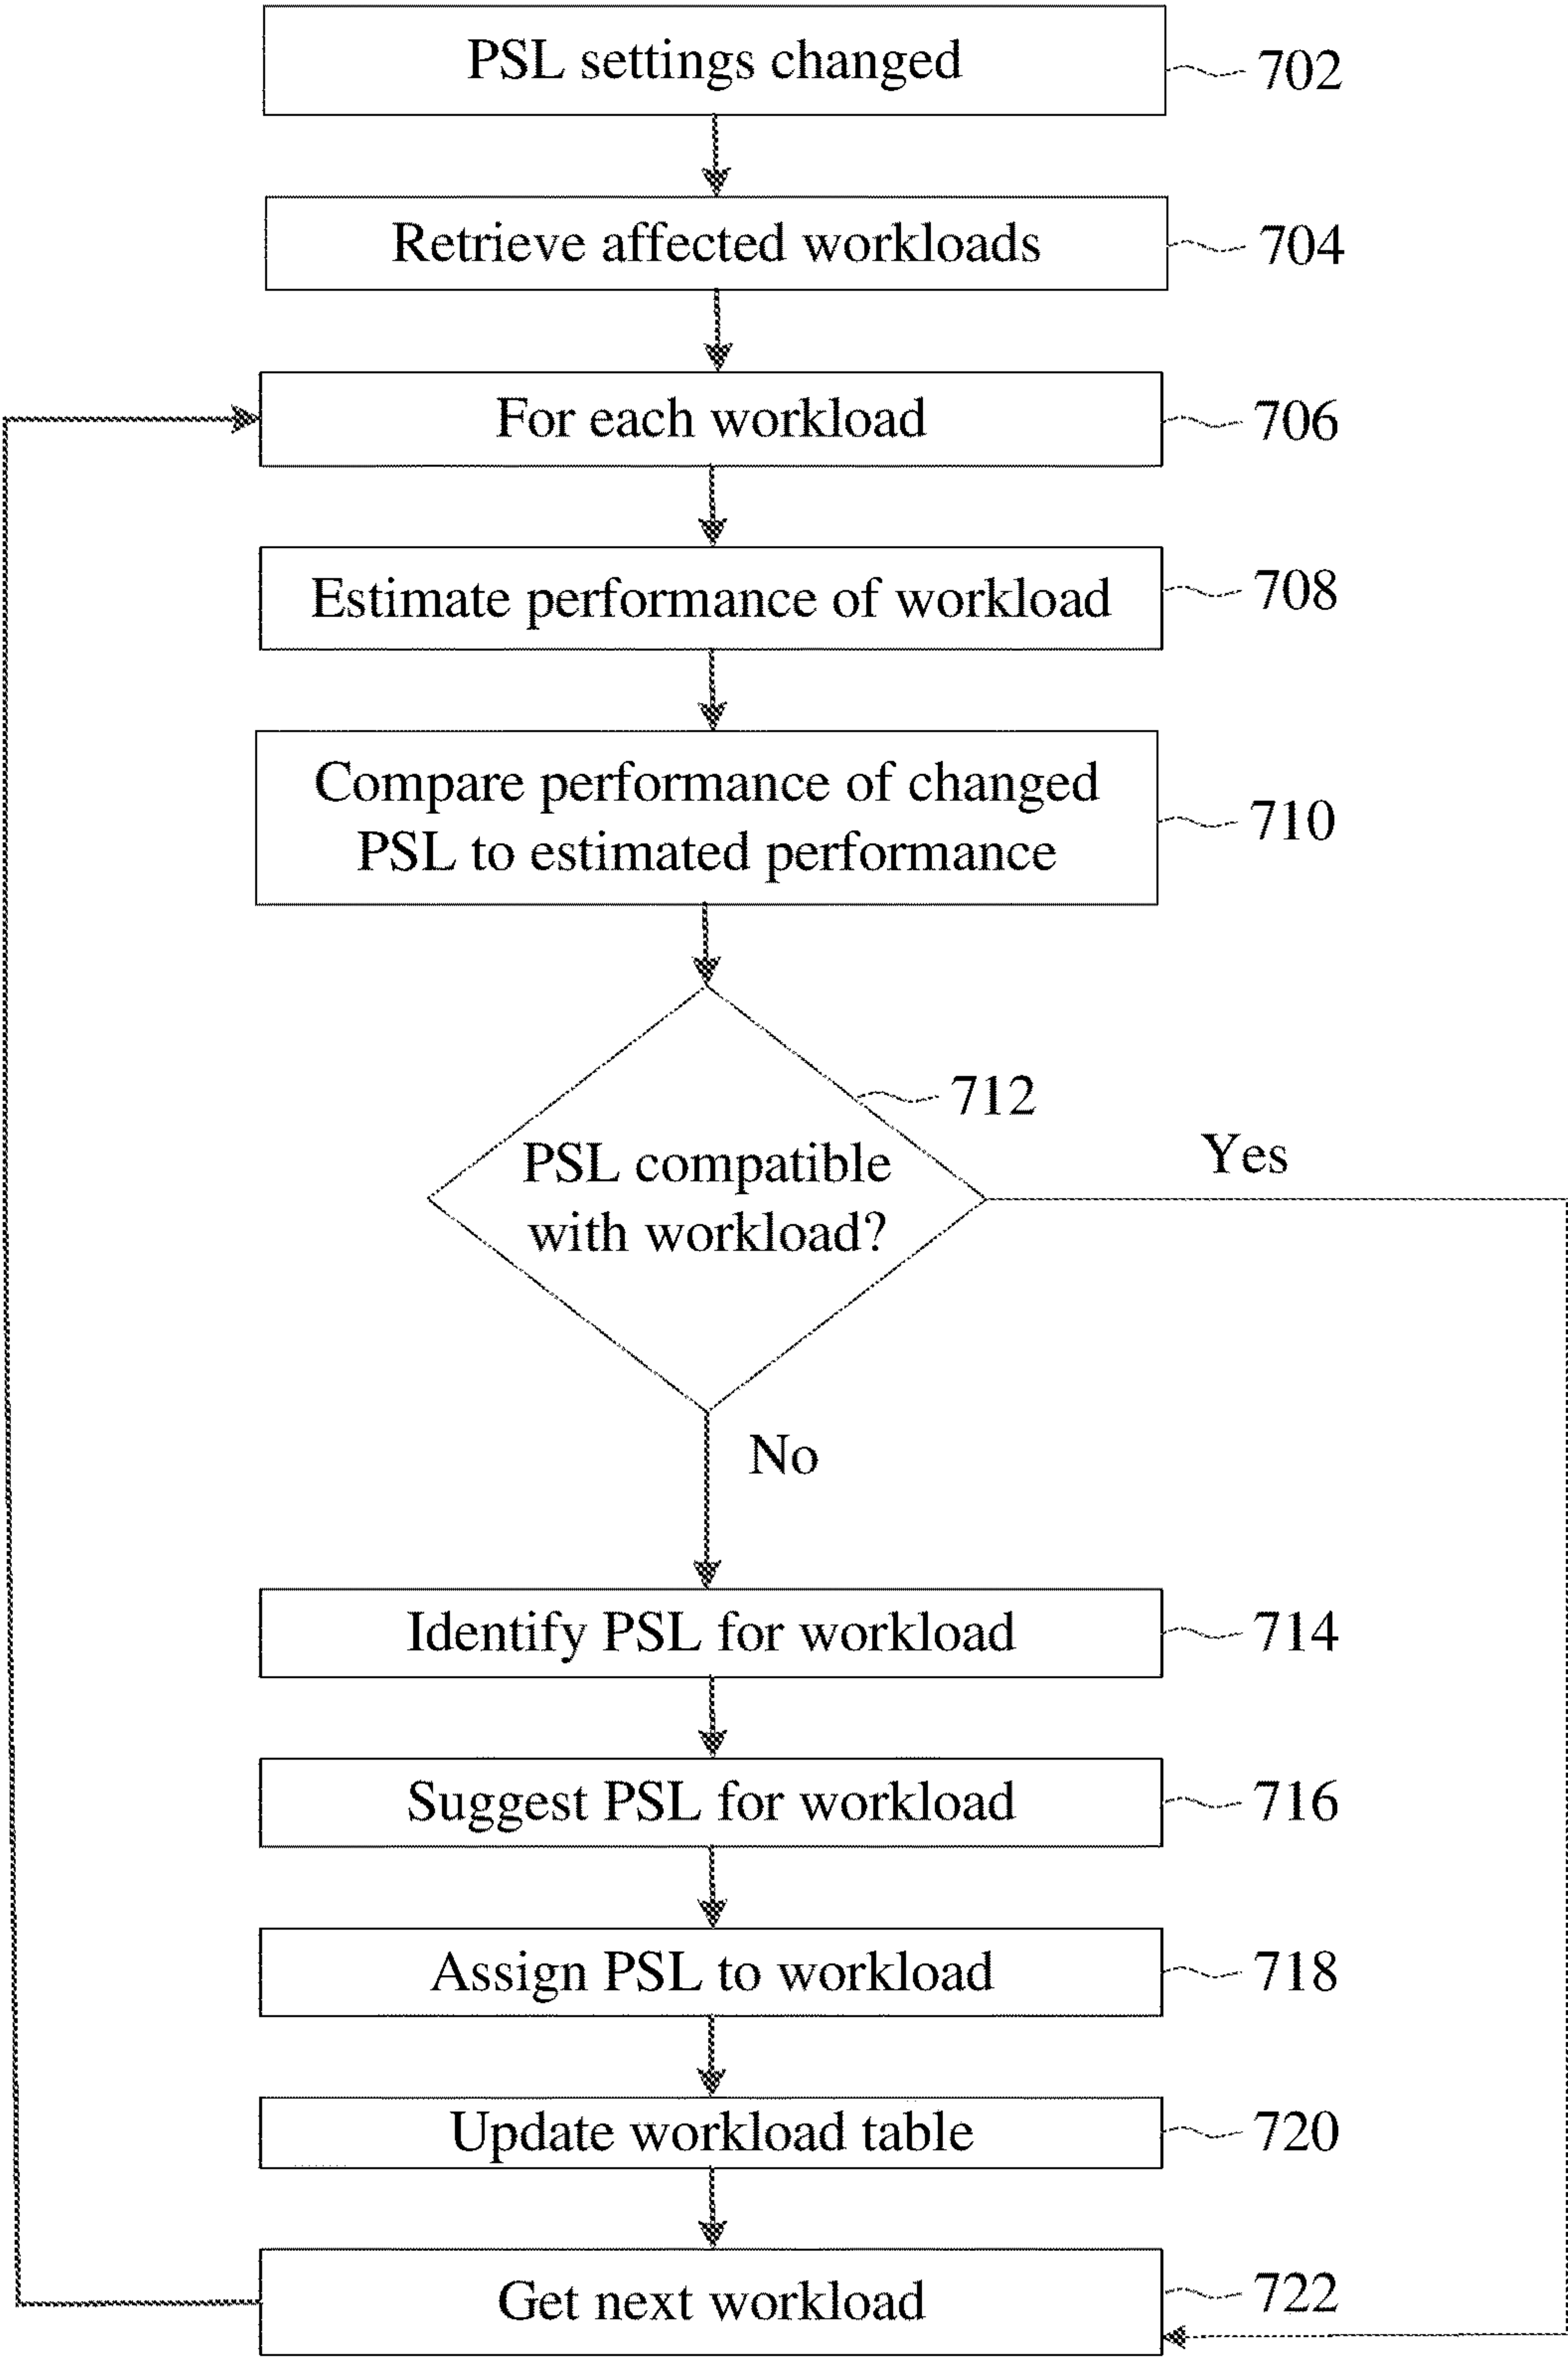 PSL settings changed
702
Retrieve affected workloads
704
For each workload
706
Estimate performance of workload
708
Compare performance of changed
PSL to estimated performance
710
712
PSL compatible
with workload?
Yes
No
Identify PSL for workload
714
Suggest PSL for workload
716
Assign PSL to workload
718
Update workload table
720
Get next workload
722